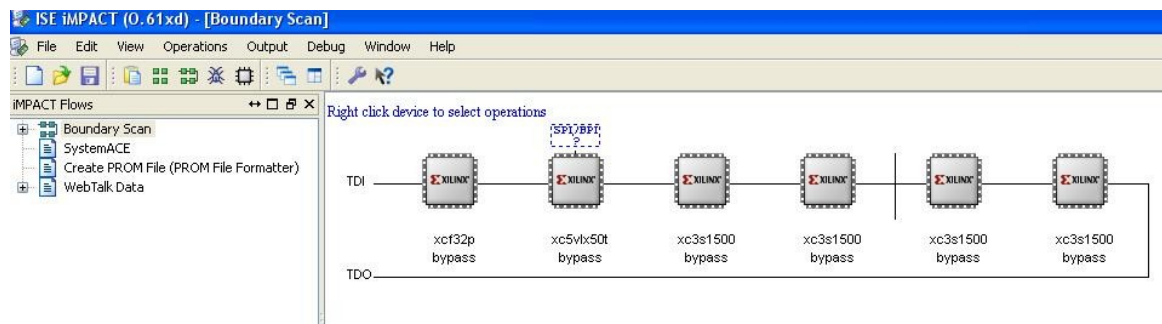 ISE iMPACT (0.61xd) - [Boundary Scan]
File Edit View Operations Output Debug Window Help
iMPACT Flows
Boundary Scan
SystemACE
Create PROM File (PROM File Formatter)
WebTalk Data
Right click device to select operations
SPI/BPI
?
TDI
XILINX XILINX XILINX XILINX XILINX XILINX
xcf32p xc5vlx50t xc3s1500 xc3s1500 xc3s1500 xc3s1500
bypass bypass bypass bypass bypass bypass
TDO